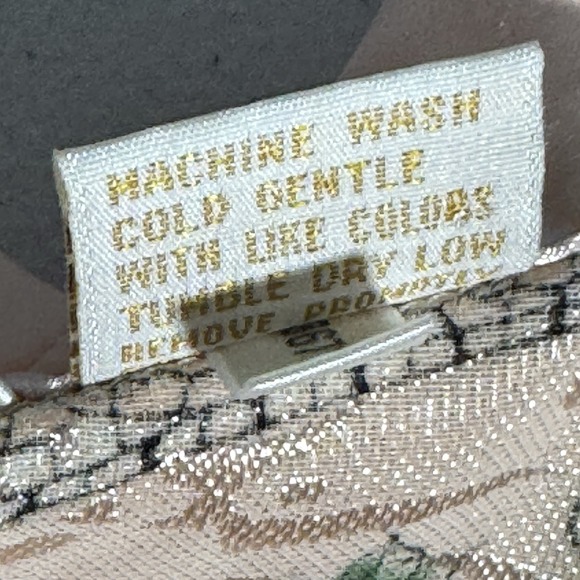 MACHINE WASH
COLD GENTLE
WITH LIKE COLORS
TUMBLE DRY LOW
REMOVE PROMPTLY